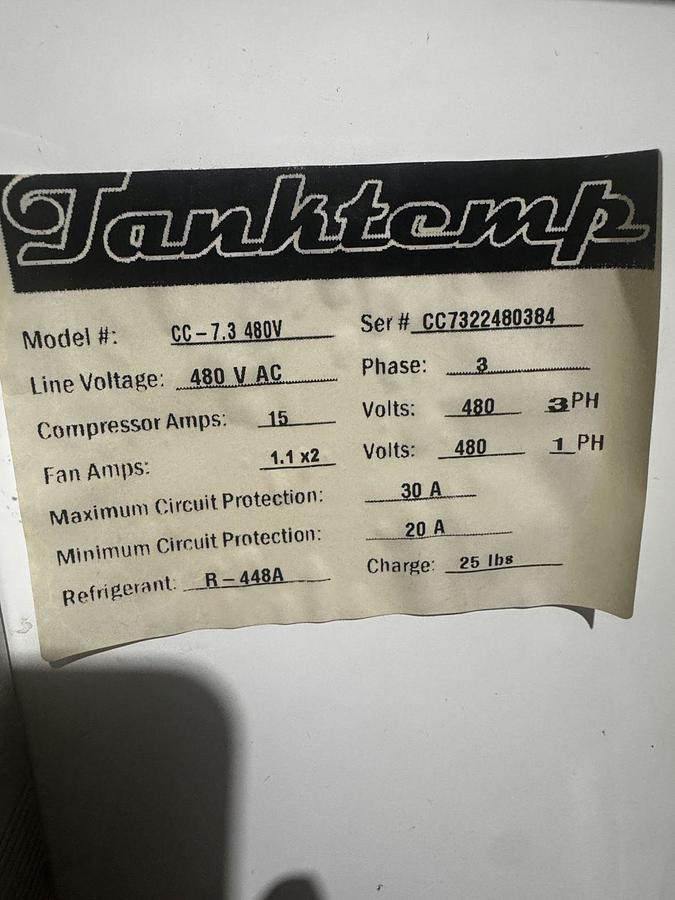 Tanktemp
Model #: CC-7.3 480V Ser # CC7322480384
Line Voltage: 480 V AC Phase: 3
Compressor Amps: 15 Volts: 480 3 PH
Fan Amps: 1.1 x2 Volts: 480 1 PH
Maximum Circuit Protection: 30 A
Minimum Circuit Protection: 20 A
Refrigerant: R-448A Charge: 25 lbs